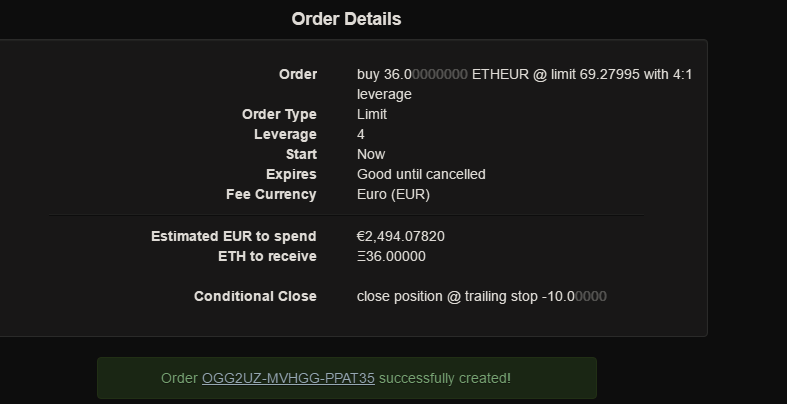 Order Details
Order buy 36.00000000 ETHEUR @ limit 69.27995 with 4:1
leverage
Order Type Limit
Leverage 4
Start Now
Expires Good until cancelled
Fee Currency Euro (EUR)
Estimated EUR to spend €2,494.07820
ETH to receive Ξ36.00000
Conditional Close close position @ trailing stop -10.00000
Order OGG2UZ-MVHGG-PPAT35 successfully created!